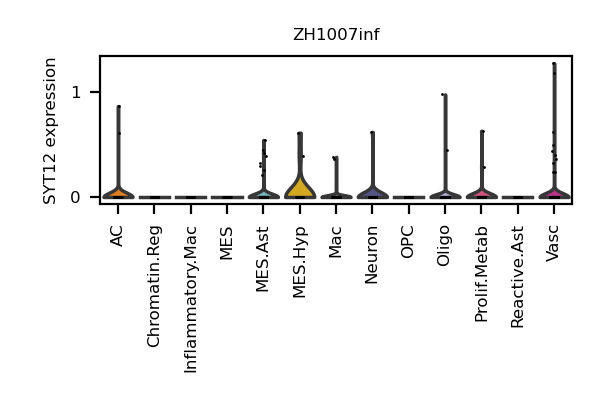 ZH1007inf
SYT12 expression
1
0
AC
Chromatin.Reg
Inflammatory.Mac
MES
MES.Ast
MES.Hyp
Mac
Neuron
OPC
Oligo
Prolif.Metab
Reactive.Ast
Vasc